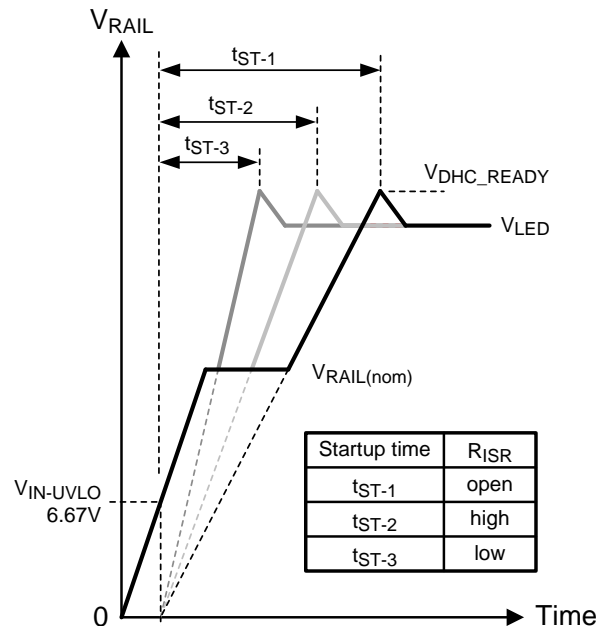 VRAIL
tST-1
tST-2
tST-3
VDHC_READY
VLED
VRAIL(nom)
Startup time RISR
tST-1 open
tST-2 high
tST-3 low
VIN-UVLO
6.67V
0
Time